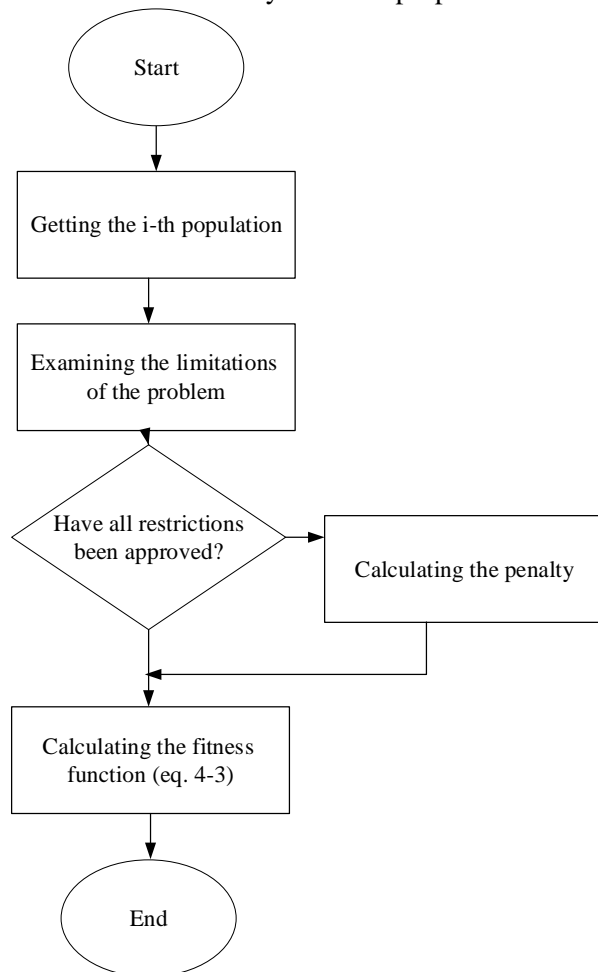 Start
Getting the i-th population
Examining the limitations
of the problem
Have all restrictions
been approved?
Calculating the penalty
Calculating the fitness
function (eq. 4-3)
End